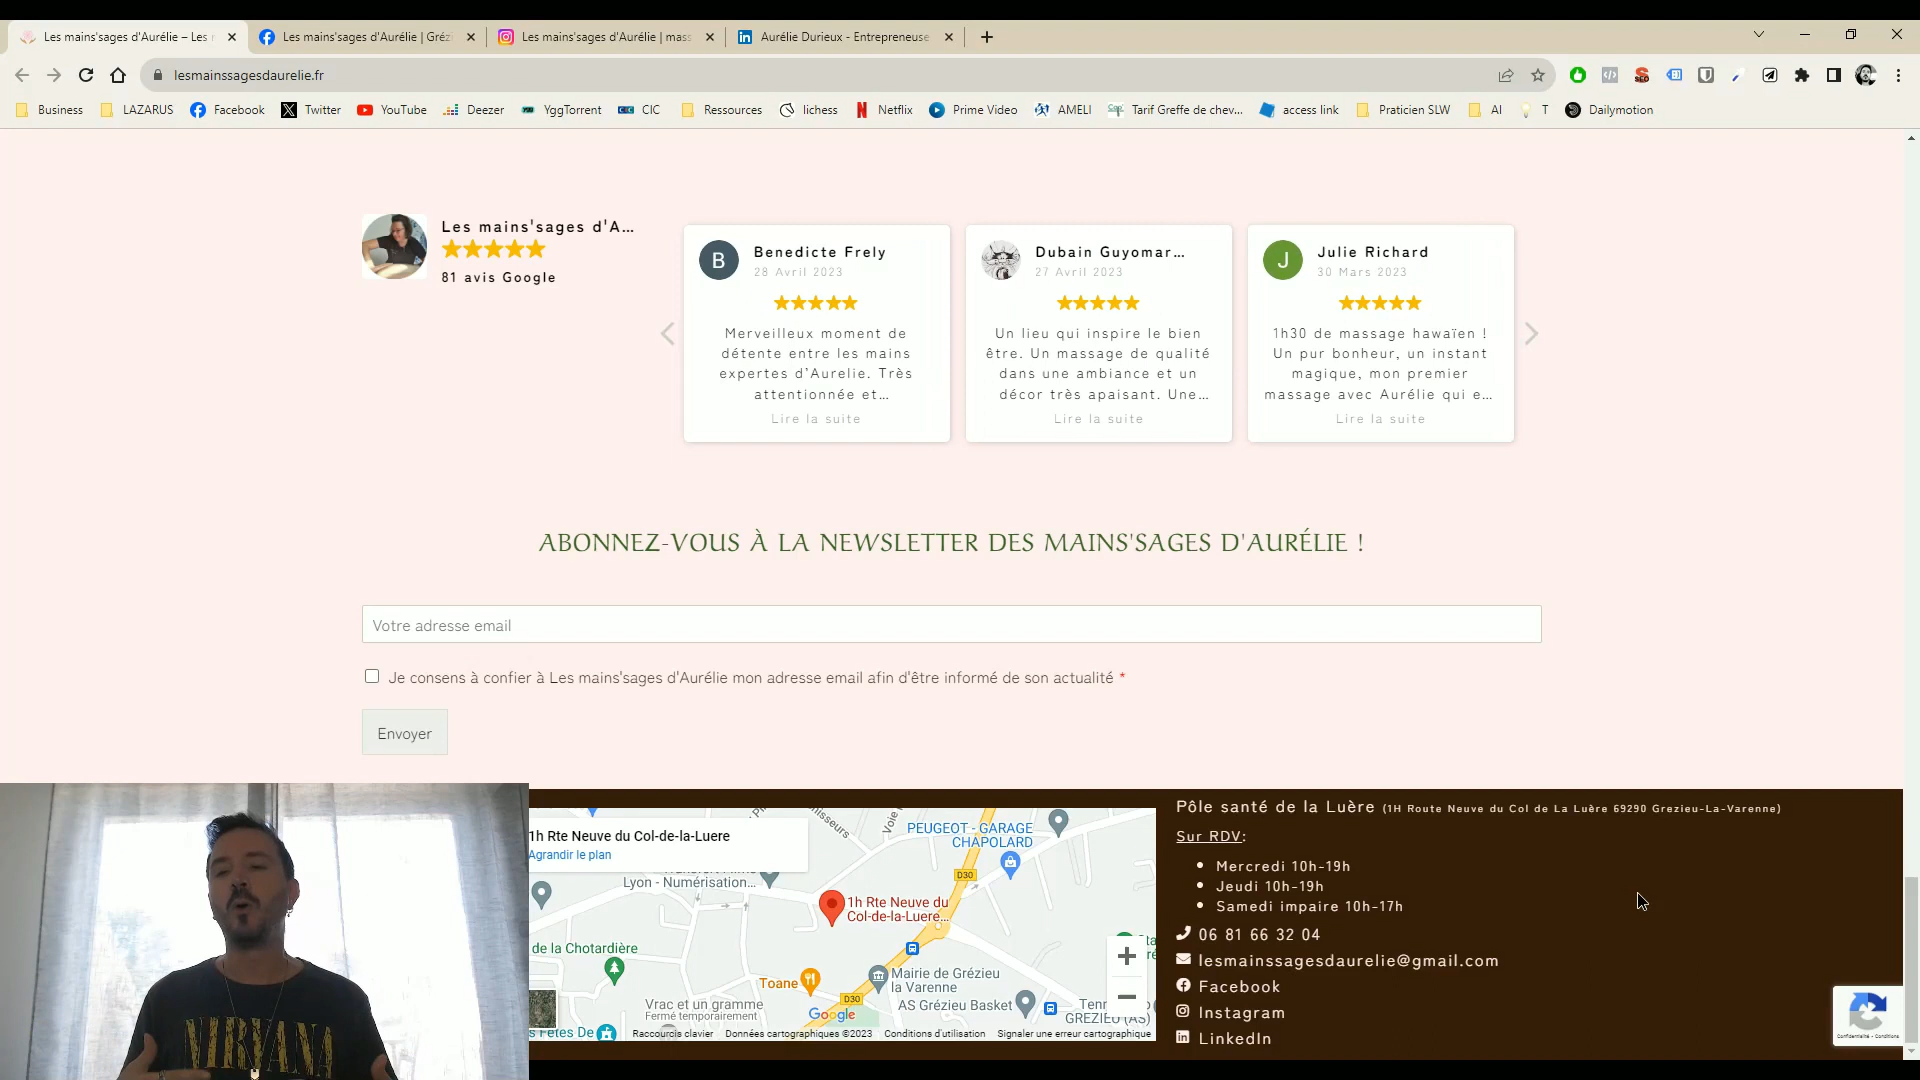 Les mains'sages d'Aurélie – Les
Les mains'sages d'Aurélie | Gréz
Les mains'sages d'Aurélie | mass
Aurélie Durieux - Entrepreneuse
lesmainssagesdaurelie.fr
Business
LAZARUS
Facebook
Twitter
YouTube
Deezer
YggTorrent
CIC
Ressources
lichess
Netflix
Prime Video
AMELI
Tarif Greffe de chev...
access link
Praticien SLW
AI
T
Dailymotion
Les mains'sages d'A...
81 avis Google
B
Benedicte Frely
28 Avril 2023
Merveilleux moment de
détente entre les mains
expertes d’Aurelie. Très
attentionnée et...
Lire la suite
Dubain Guyomar...
27 Avril 2023
Un lieu qui inspire le bien
être. Un massage de qualité
dans une ambiance et un
décor très apaisant. Une...
Lire la suite
J
Julie Richard
30 Mars 2023
1h30 de massage hawaïen !
Un pur bonheur, un instant
magique, mon premier
massage avec Aurélie qui e...
Lire la suite
ABONNEZ-VOUS À LA NEWSLETTER DES MAINS'SAGES D'AURÉLIE !
Votre adresse email
Je consens à confier à Les mains'sages d'Aurélie mon adresse email afin d'être informé de son actualité *
Envoyer
NIRVANA
1h Rte Neuve du Col-de-la-Luere
Agrandir le plan
PEUGEOT - GARAGE
CHAPOLARD
Lyon - Numérisation...
D30
1h Rte Neuve du
Col-de-la-Luere...
de la Chotardière
Toane
Mairie de Grézieu
la Varenne
D30
Vrac et un gramme
Fermé temporairement
AS Grézieu Basket
GRÉZIEU (AS)
s Fêtes De
Google
Raccourcis clavier
Données cartographiques ©2023
Conditions d'utilisation
Signaler une erreur cartographique
Pôle santé de la Luère (1H Route Neuve du Col de La Luère 69290 Grezieu-La-Varenne)
Sur RDV:
Mercredi 10h-19h
Jeudi 10h-19h
Samedi impaire 10h-17h
06 81 66 32 04
lesmainssagesdaurelie@gmail.com
Facebook
Instagram
LinkedIn
Confidentialité - Conditions